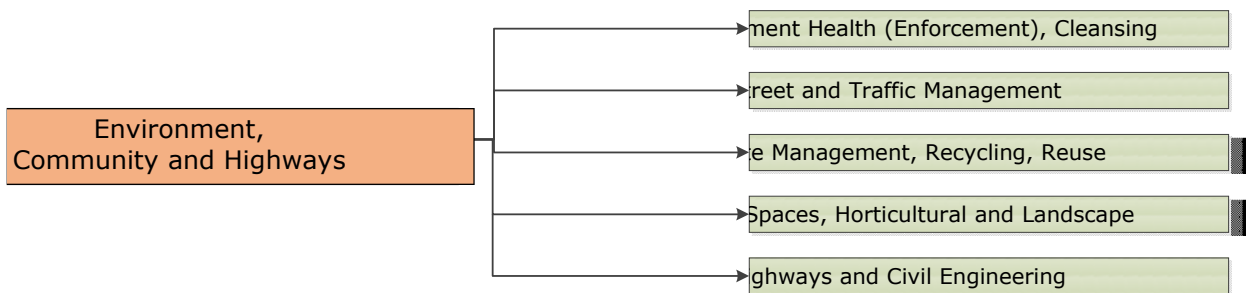 ment Health (Enforcement), Cleansing
reet and Traffic Management
Environment,
Community and Highways
e Management, Recycling, Reuse
Spaces, Horticultural and Landscape
ghways and Civil Engineering